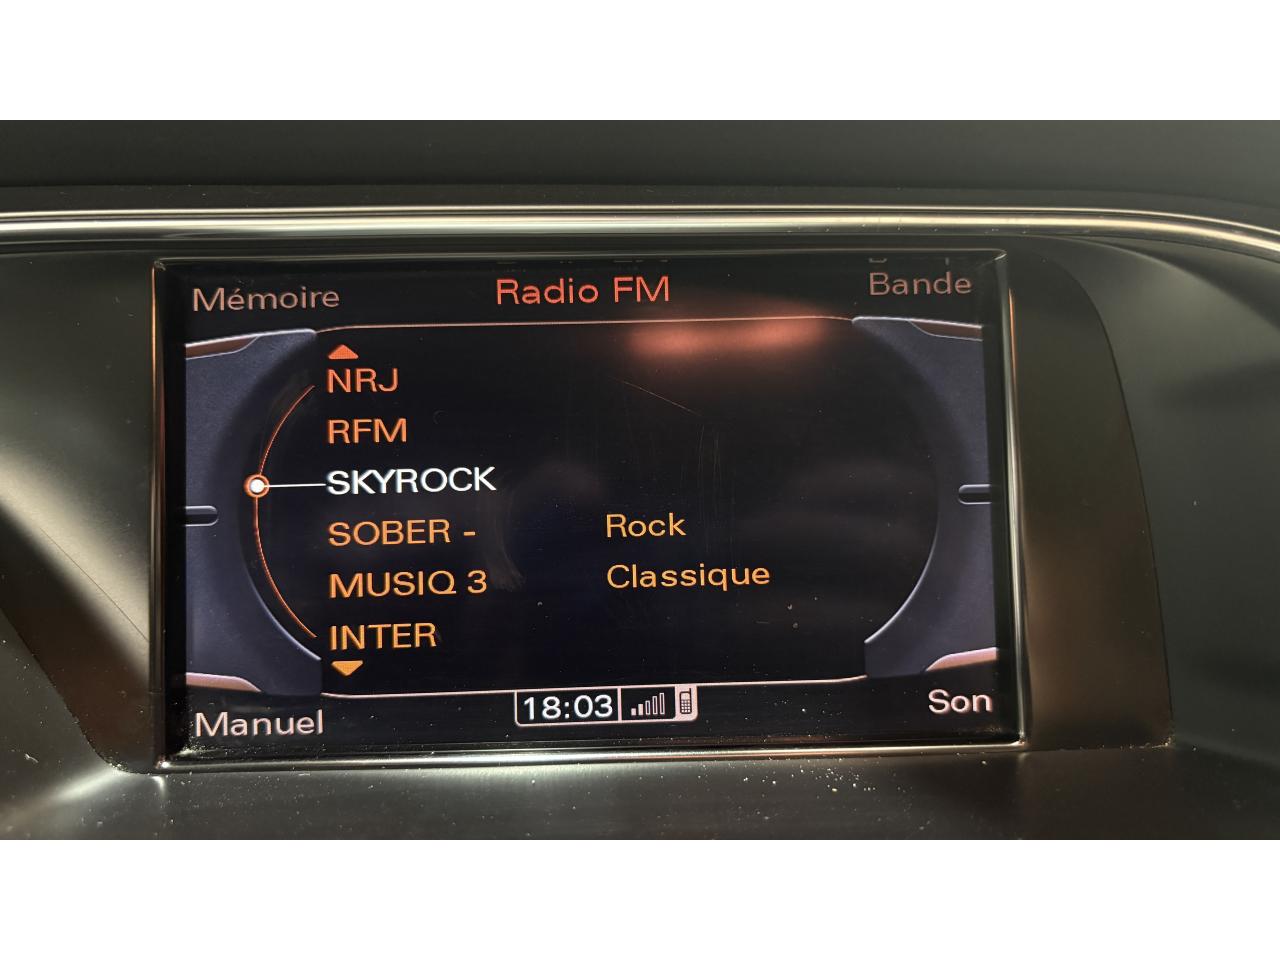 Mémoire Radio FM Bande
NRJ
RFM
SKYROCK
SOBER - Rock
MUSIQ 3 Classique
INTER
Manuel 18:03 Son